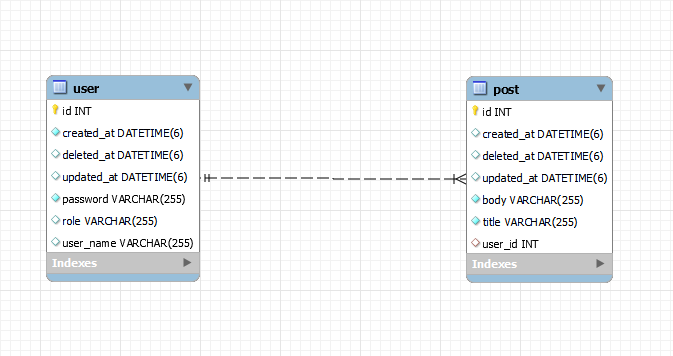 user
id INT
created_at DATETIME(6)
deleted_at DATETIME(6)
updated_at DATETIME(6)
password VARCHAR(255)
role VARCHAR(255)
user_name VARCHAR(255)
Indexes
post
id INT
created_at DATETIME(6)
deleted_at DATETIME(6)
updated_at DATETIME(6)
body VARCHAR(255)
title VARCHAR(255)
user_id INT
Indexes